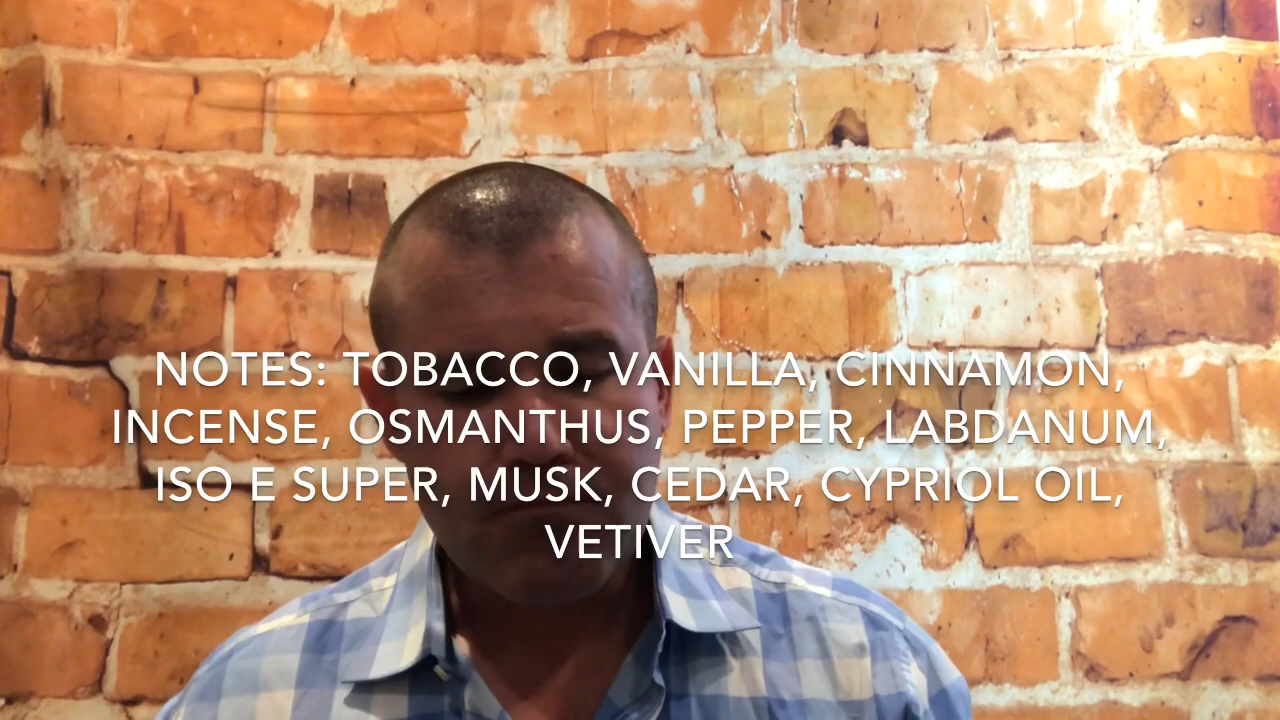 NOTES: TOBACCO, VANILLA, CINNAMON,
INCENSE, OSMANTHUS, PEPPER, LABDANUM,
ISO E SUPER, MUSK, CEDAR, CYPRIOL OIL,
VETIVER